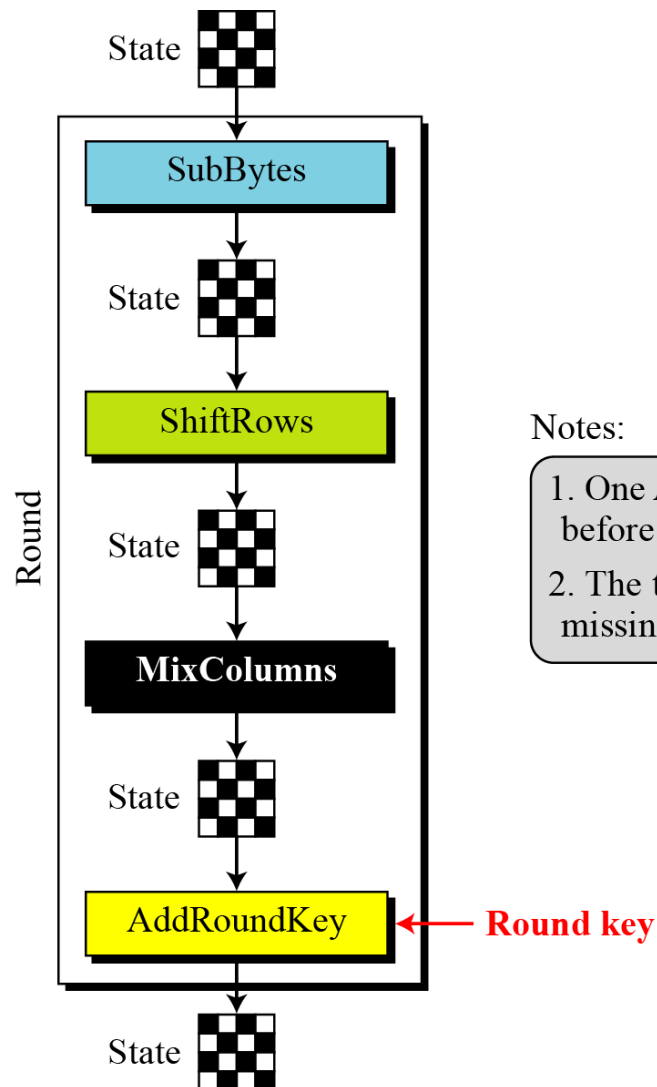 State
SubBytes
State
ShiftRows
Notes:
1. One
before
2. The
missin
Round
State
MixColumns
State
AddRoundKey
Round key
State